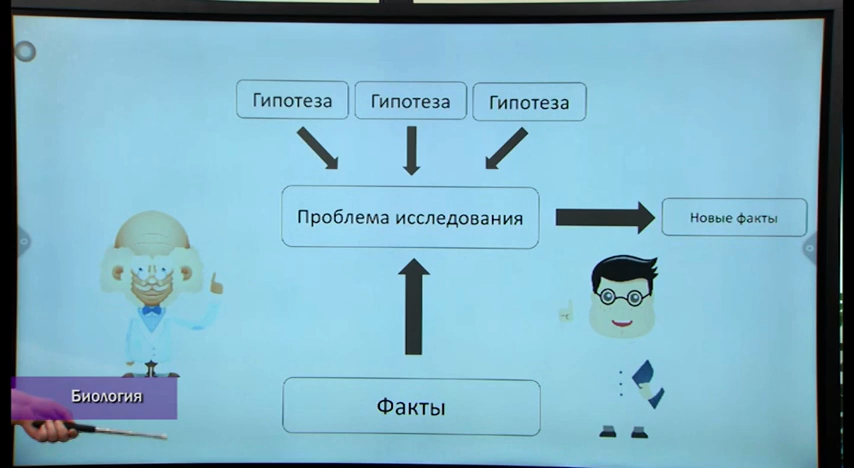 Гипотеза
Гипотеза
Гипотеза
Проблема исследования
Новые факты
Биология
Факты